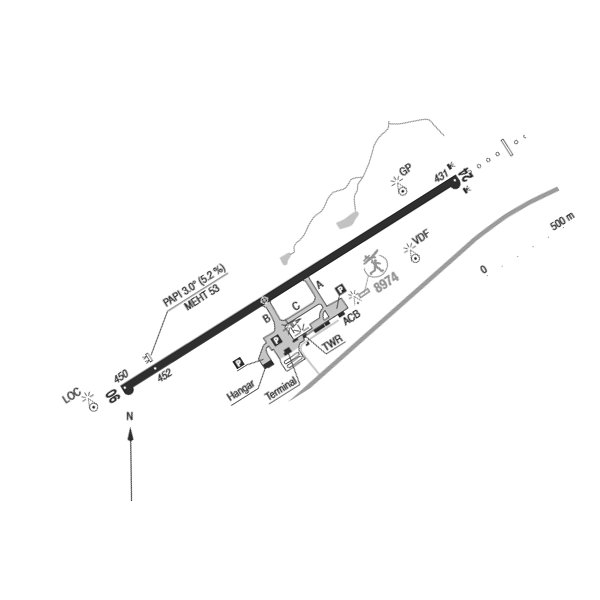 GP
431
24
500 m
VDF
0
PAPI 3.0° (5.2 %)
MEHT 53
A
8974
C
B
P
ACB
P
TWR
P
450
452
06
LOC
Hangar
Terminal
N